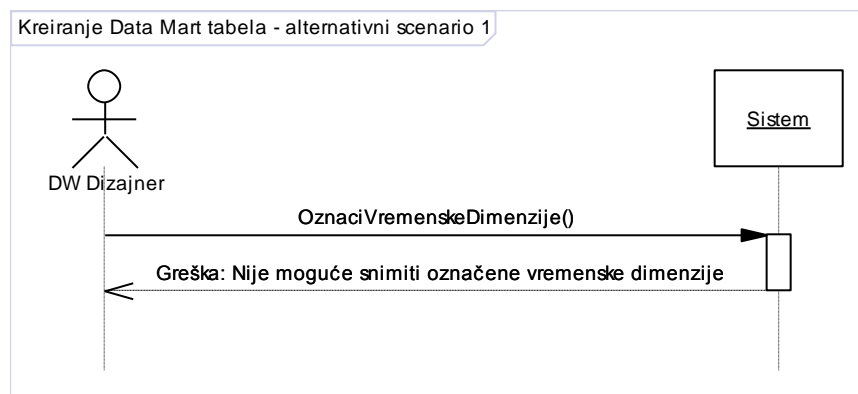 Kreiranje Data Mart tabela - alternativni scenario 1
Sistem
DW Dizajner
OznaciVremenskeDimenzije()
Greška: Nije moguće snimiti označene vremenske dimenzije